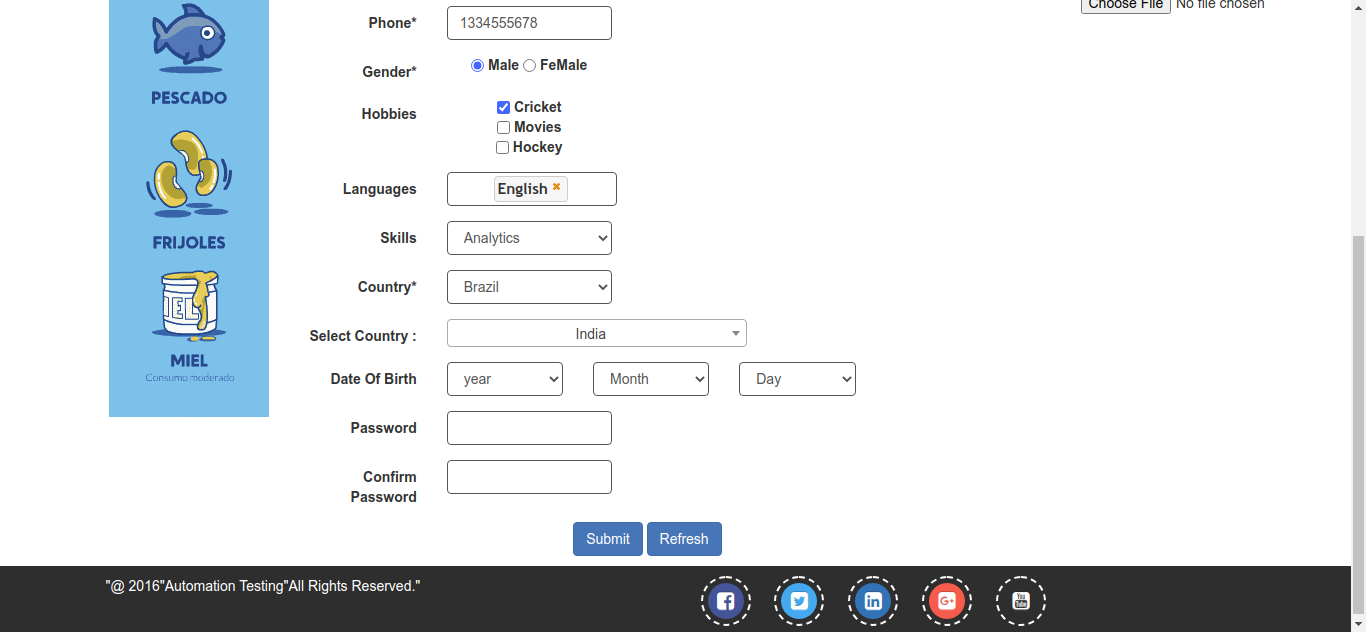 Choose File No file chosen
Phone* 1334555678
Gender* Male FeMale
Hobbies Cricket
Movies
Hockey
Languages English
Skills Analytics
Country* Brazil
Select Country : India
Date Of Birth year Month Day
Password
Confirm
Password
Submit Refresh
PESCADO
FRIJOLES
MIEL
Consumo moderado
"@ 2016"Automation Testing"All Rights Reserved."
You
Tube